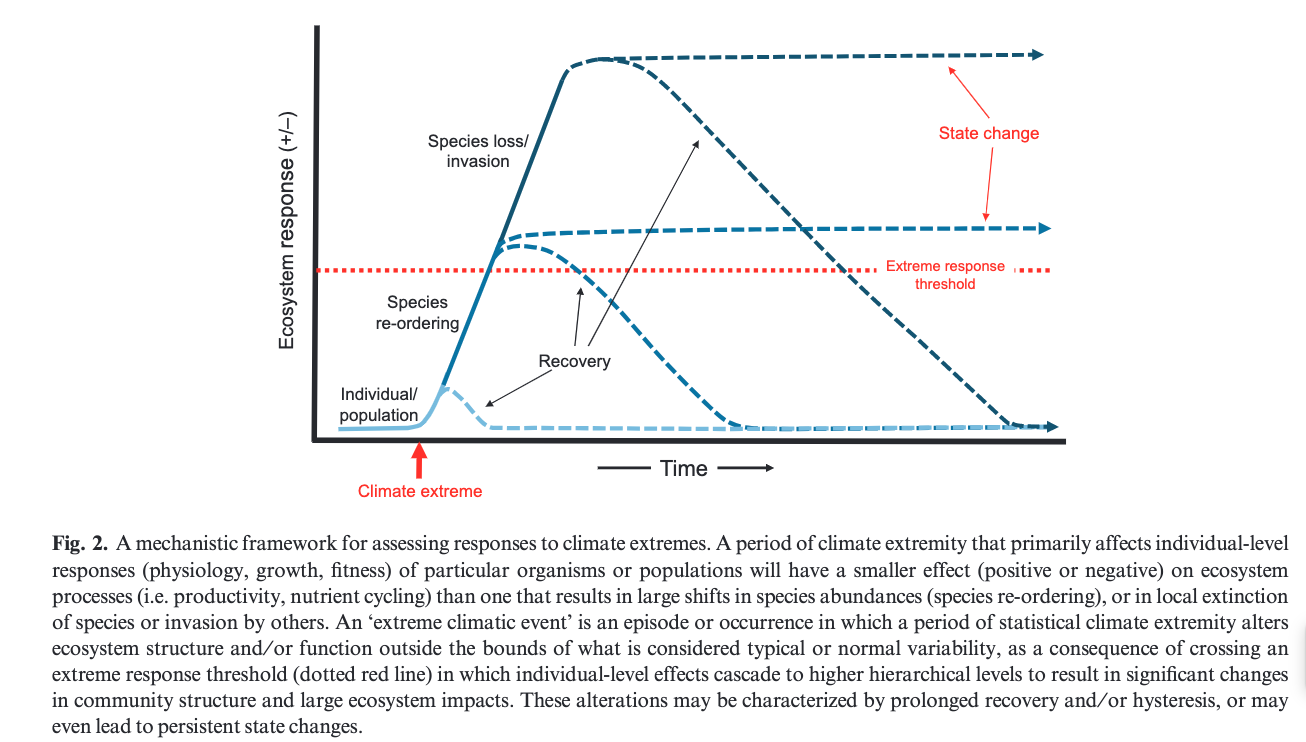 Ecosystem response (+/–)
Species loss/
invasion
State change
Extreme response
threshold
Species
re-ordering
Recovery
Individual/
population
Time
Climate extreme
Fig. 2. A mechanistic framework for assessing responses to climate extremes. A period of climate extremity that primarily affects individual-level
responses (physiology, growth, fitness) of particular organisms or populations will have a smaller effect (positive or negative) on ecosystem
processes (i.e. productivity, nutrient cycling) than one that results in large shifts in species abundances (species re-ordering), or in local extinction
of species or invasion by others. An ‘extreme climatic event’ is an episode or occurrence in which a period of statistical climate extremity alters
ecosystem structure and/or function outside the bounds of what is considered typical or normal variability, as a consequence of crossing an
extreme response threshold (dotted red line) in which individual-level effects cascade to higher hierarchical levels to result in significant changes
in community structure and large ecosystem impacts. These alterations may be characterized by prolonged recovery and/or hysteresis, or may
even lead to persistent state changes.